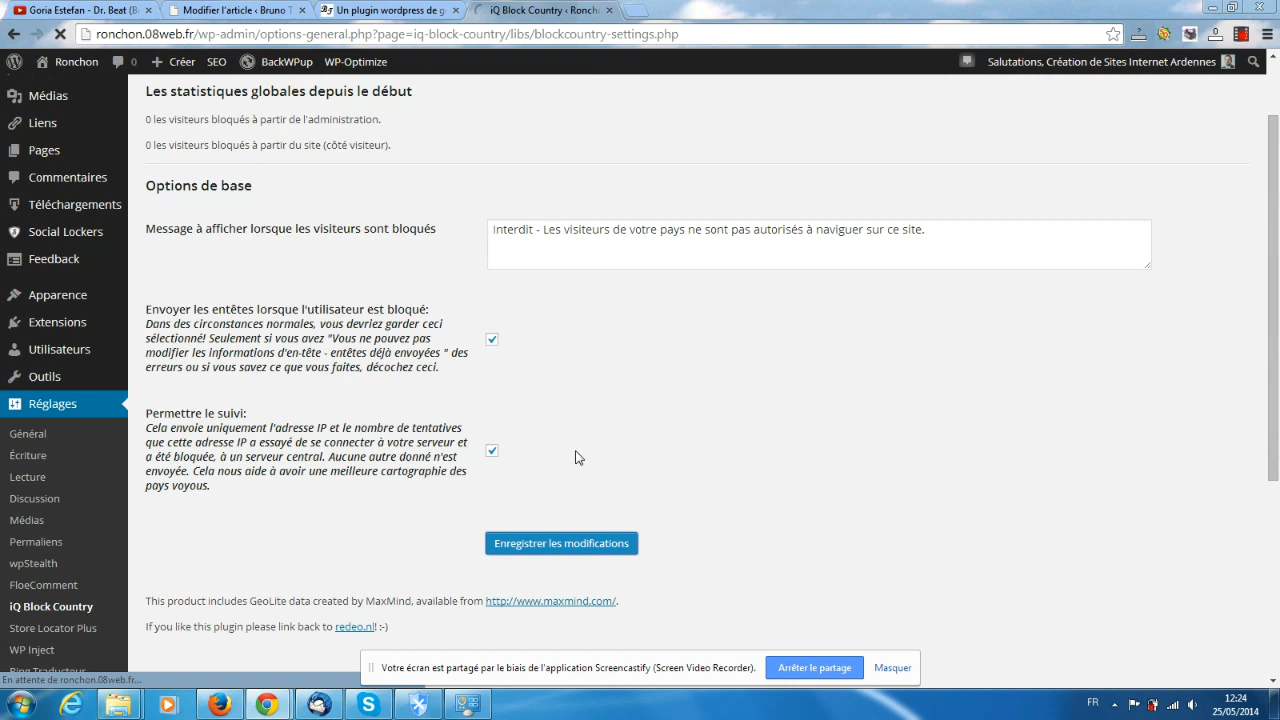 Goria Estefan - Dr. Beat (B
Modifier l'article ‹ Bruno T
Un plugin wordpress de g
iQ Block Country ‹ Roncho
ronchon.08web.fr/wp-admin/options-general.php?page=iq-block-country/libs/blockcountry-settings.php
Ronchon 0 Créer SEO BackWPup WP-Optimize Salutations, Création de Sites Internet Ardennes
Médias
Liens
Pages
Commentaires
Téléchargements
Social Lockers
Feedback
Apparence
Extensions
Utilisateurs
Outils
Réglages
Général
Écriture
Lecture
Discussion
Médias
Permaliens
wpStealth
FloeComment
iQ Block Country
Store Locator Plus
WP Inject
Bing Traducteur
En attente de ronchon.08web.fr...
Les statistiques globales depuis le début
0 les visiteurs bloqués à partir de l'administration.
0 les visiteurs bloqués à partir du site (côté visiteur).
Options de base
Message à afficher lorsque les visiteurs sont bloqués
Interdit - Les visiteurs de votre pays ne sont pas autorisés à naviguer sur ce site.
Envoyer les entêtes lorsque l'utilisateur est bloqué:
Dans des circonstances normales, vous devriez garder ceci
sélectionné! Seulement si vous avez "Vous ne pouvez pas
modifier les informations d'en-tête - entêtes déjà envoyées " des
erreurs ou si vous savez ce que vous faites, décochez ceci.
Permettre le suivi:
Cela envoie uniquement l'adresse IP et le nombre de tentatives
que cette adresse IP a essayé de se connecter à votre serveur et
a été bloquée, à un serveur central. Aucune autre donné n'est
envoyée. Cela nous aide à avoir une meilleure cartographie des
pays voyous.
Enregistrer les modifications
This product includes GeoLite data created by MaxMind, available from http://www.maxmind.com/.
If you like this plugin please link back to redeo.nl! :-)
Votre écran est partagé par le biais de l'application Screencastify (Screen Video Recorder). Arrêter le partage Masquer
FR
12:24
25/05/2014